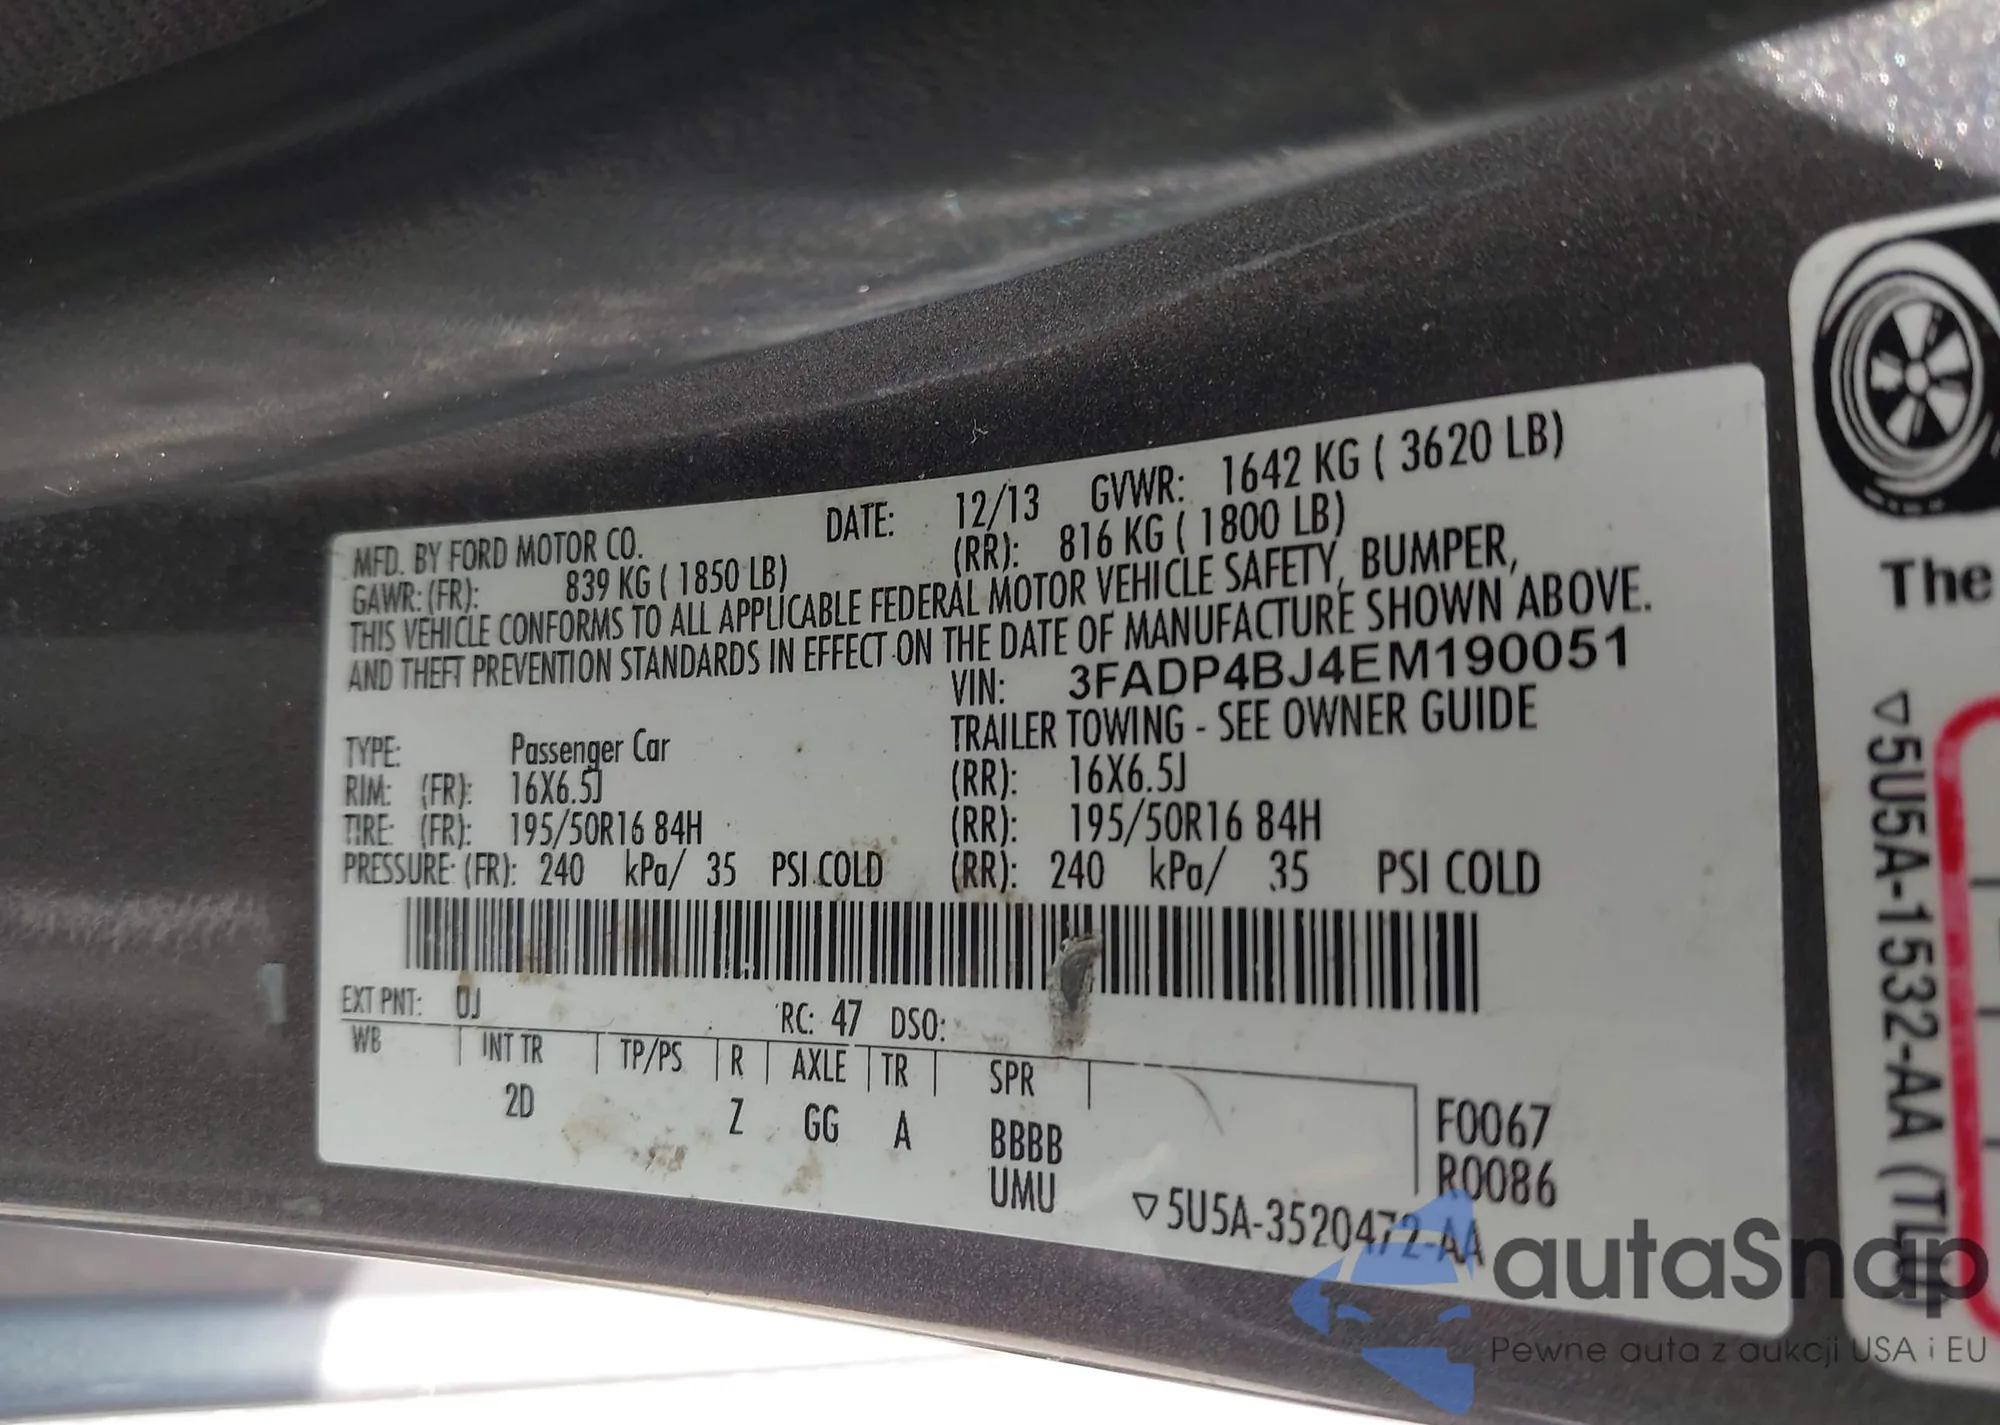 MFD. BY FORD MOTOR CO. DATE: 12/13 GVWR: 1642 KG ( 3620 LB)
GAWR: (FR): 839 KG ( 1850 LB) (RR): 816 KG ( 1800 LB)
THIS VEHICLE CONFORMS TO ALL APPLICABLE FEDERAL MOTOR VEHICLE SAFETY, BUMPER,
AND THEFT PREVENTION STANDARDS IN EFFECT ON THE DATE OF MANUFACTURE SHOWN ABOVE.
VIN: 3FADP4BJ4EM190051
TYPE: Passenger Car TRAILER TOWING - SEE OWNER GUIDE
RIM: (FR): 16X6.5J (RR): 16X6.5J
TIRE: (FR): 195/50R16 84H (RR): 195/50R16 84H
PRESSURE: (FR): 240 kPa/ 35 PSI COLD (RR): 240 kPa/ 35 PSI COLD
EXT PNT: UJ RC: 47 DSO:
WB INT TR TP/PS R AXLE TR SPR
2D Z GG A BBBB
UMU
F0067
R0086
▽5U5A-3520472-AA
The
▽5U5A-1532-AA (TLU)
autaSnap
Pewne auta z aukcji USA i EU